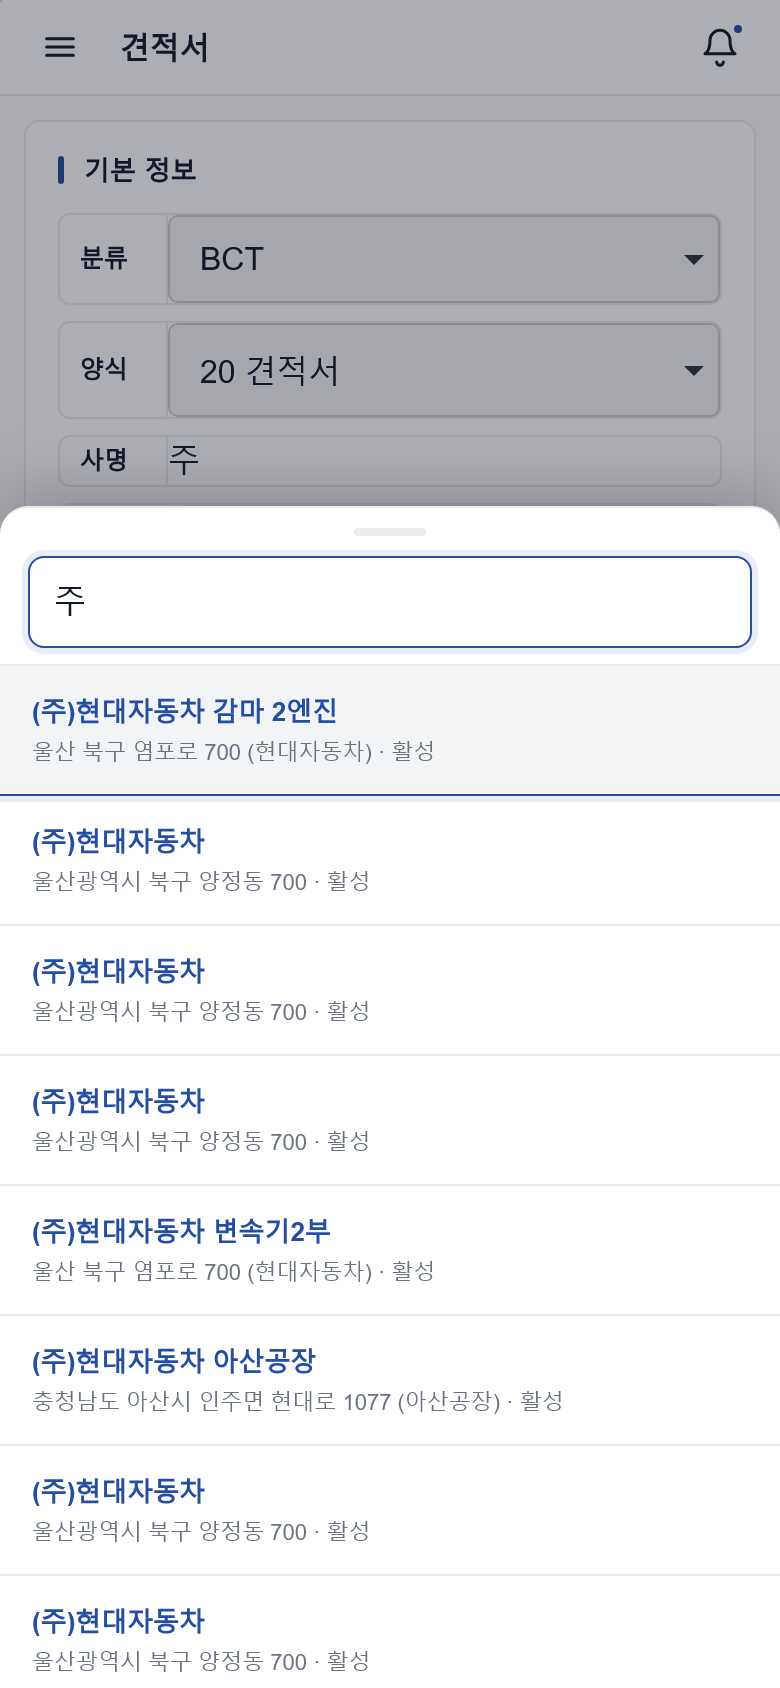 견적서
기본 정보
분류 BCT
양식 20 견적서
사명 주
주
(주)현대자동차 감마 2엔진
울산 북구 염포로 700 (현대자동차) · 활성
(주)현대자동차
울산광역시 북구 양정동 700 · 활성
(주)현대자동차
울산광역시 북구 양정동 700 · 활성
(주)현대자동차
울산광역시 북구 양정동 700 · 활성
(주)현대자동차 변속기2부
울산 북구 염포로 700 (현대자동차) · 활성
(주)현대자동차 아산공장
충청남도 아산시 인주면 현대로 1077 (아산공장) · 활성
(주)현대자동차
울산광역시 북구 양정동 700 · 활성
(주)현대자동차
울산광역시 북구 양정동 700 · 활성